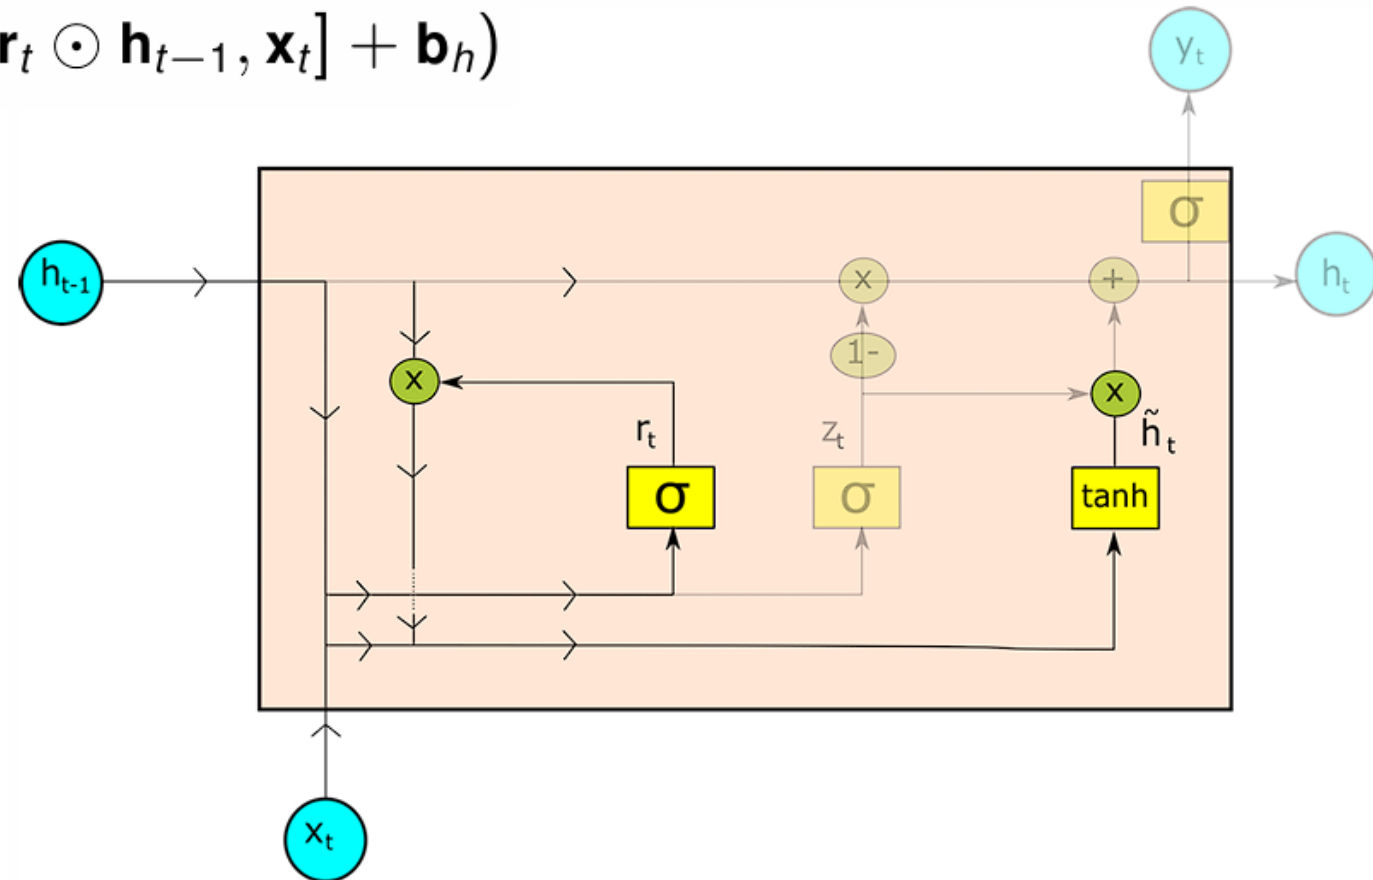 r_t ⊙ h_{t−1}, x_t] + b_h)
y_t
σ
h_{t-1}
x
+
h_t
1-
x
x
r_t
z_t
h̃_t
σ
σ
tanh
x_t